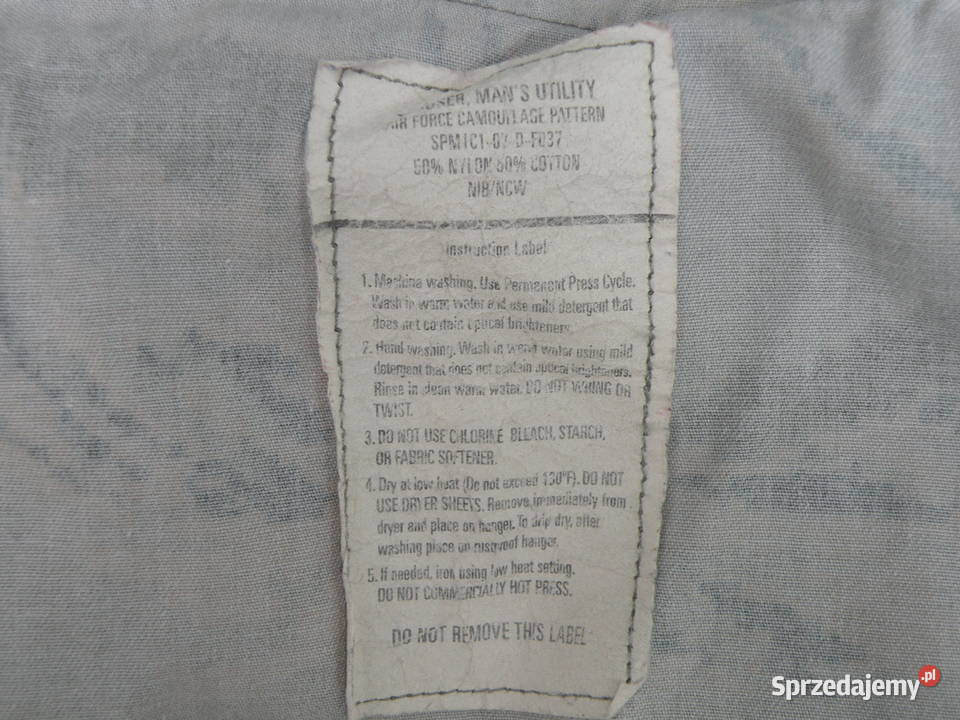 TROUSER, MAN'S UTILITY
AIR FORCE CAMOUFLAGE PATTERN
SPM1C1-07-D-F037
50% NYLON 50% COTTON
NIB/NCW
Instruction Label
1. Machine washing. Use Permanent Press Cycle.
Wash in warm water and use mild detergent that
does not contain optical brighteners.
2. Hand washing. Wash in warm water using mild
detergent that does not contain optical brighteners.
Rinse in clean warm water. DO NOT WRING OR
TWIST.
3. DO NOT USE CHLORINE BLEACH, STARCH,
OR FABRIC SOFTENER.
4. Dry at low heat (Do not exceed 130°F). DO NOT
USE DRYER SHEETS. Remove immediately from
dryer and place on hanger. To drip dry, after
washing place on rustproof hanger.
5. If needed, iron using low heat setting.
DO NOT COMMERCIALLY HOT PRESS.
DO NOT REMOVE THIS LABEL
Sprzedajemy.pl